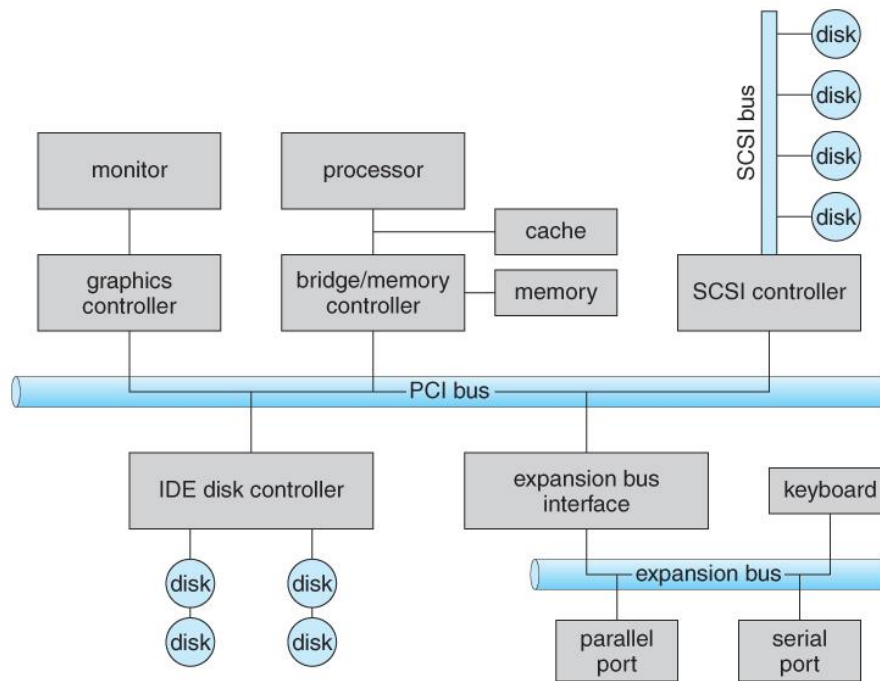 disk
disk
disk
disk
SCSI bus
monitor
processor
cache
graphics
controller
bridge/memory
controller
memory
SCSI controller
PCI bus
IDE disk controller
expansion bus
interface
keyboard
disk
disk
disk
disk
expansion bus
parallel
port
serial
port